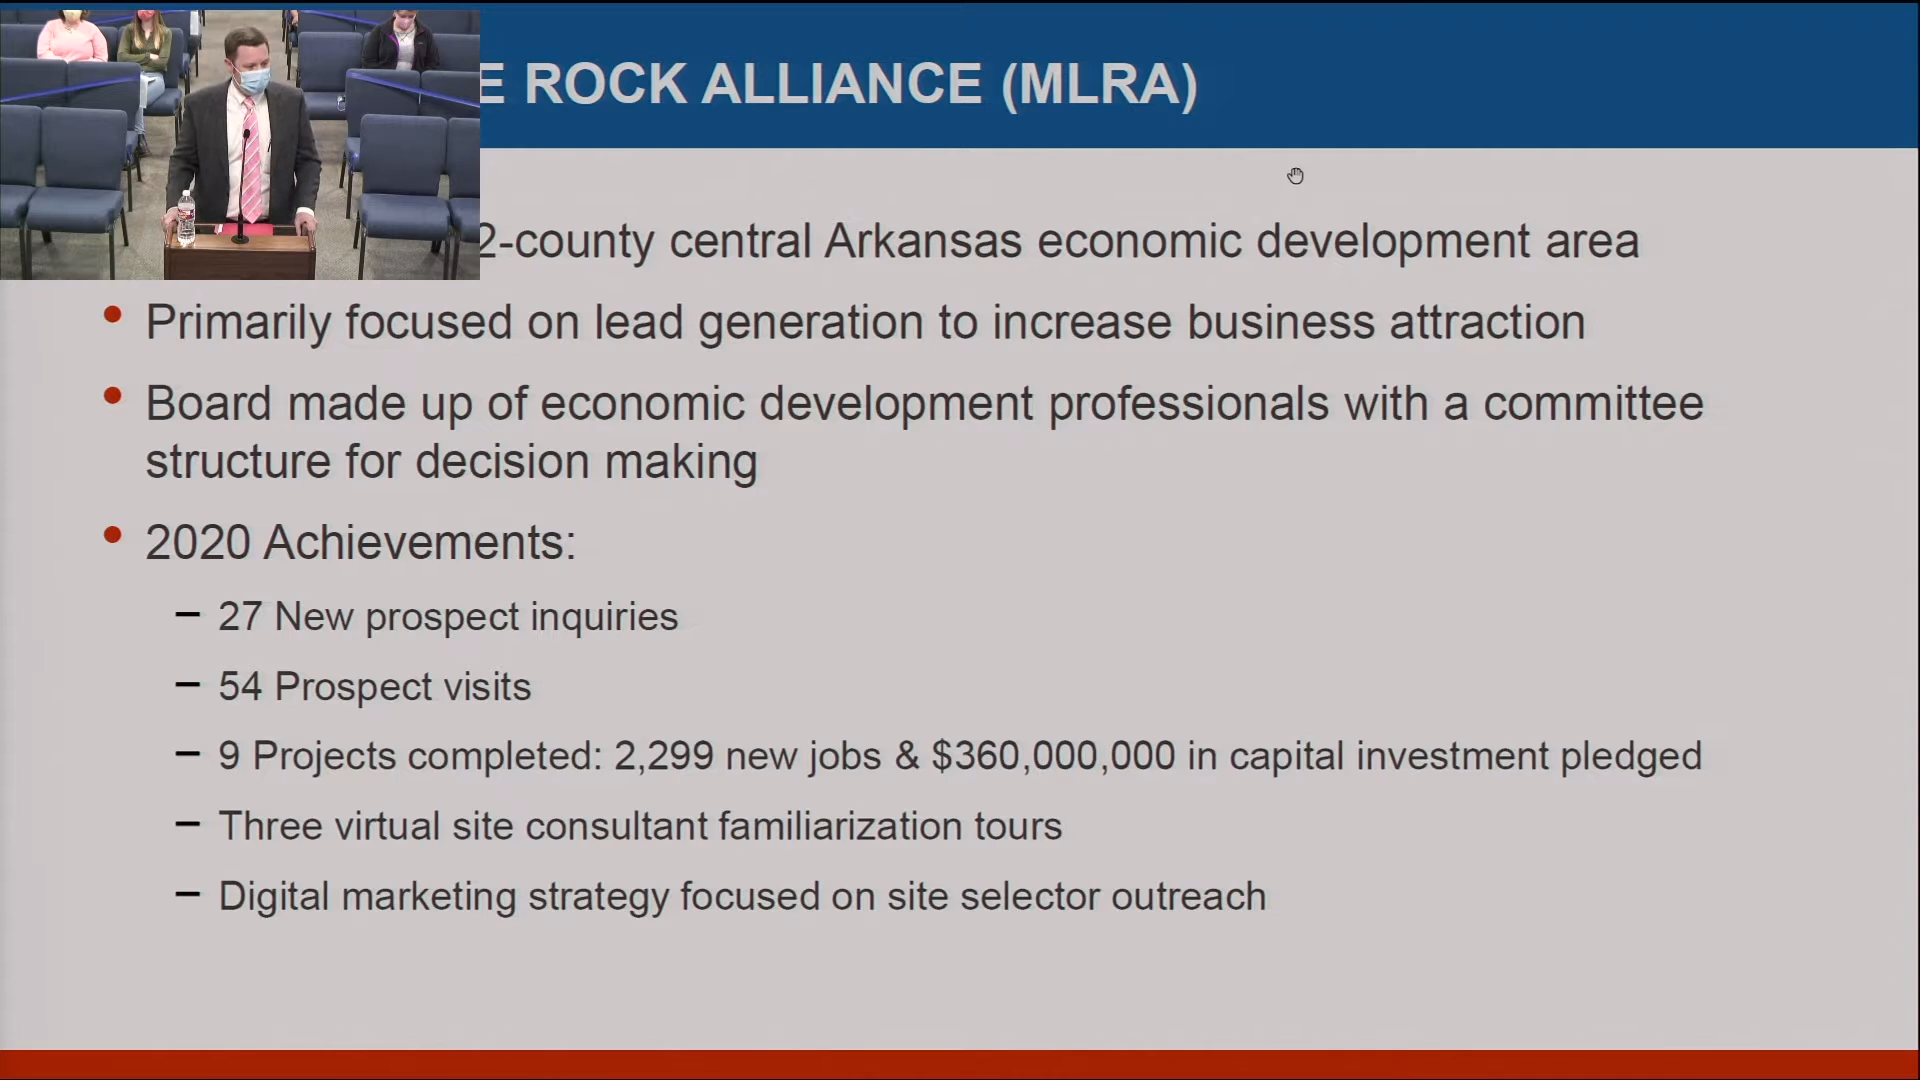 E ROCK ALLIANCE (MLRA)
2-county central Arkansas economic development area
• Primarily focused on lead generation to increase business attraction
• Board made up of economic development professionals with a committee
structure for decision making
• 2020 Achievements:
– 27 New prospect inquiries
– 54 Prospect visits
– 9 Projects completed: 2,299 new jobs & $360,000,000 in capital investment pledged
– Three virtual site consultant familiarization tours
– Digital marketing strategy focused on site selector outreach